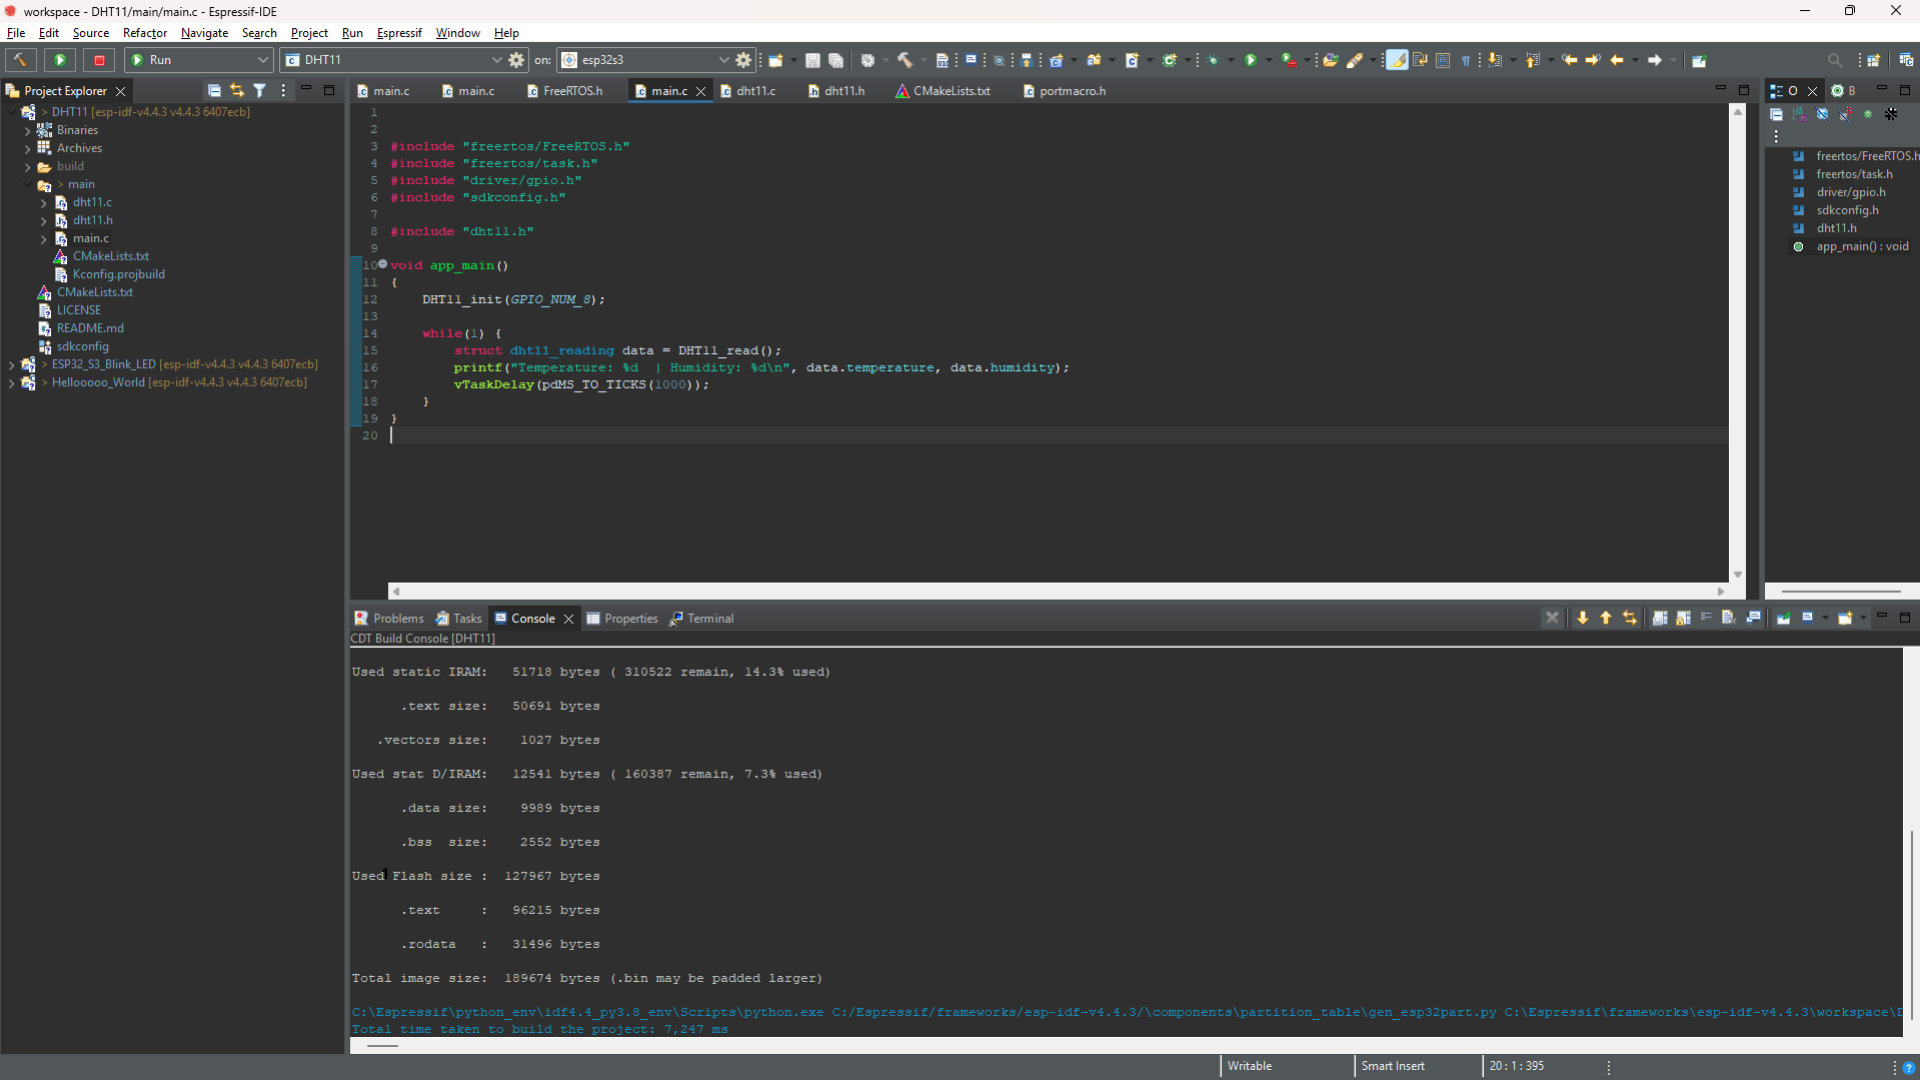 workspace - DHT11/main/main.c - Espressif-IDE
File Edit Source Refactor Navigate Search Project Run Espressif Window Help
Run DHT11 on: esp32s3
Project Explorer
DHT11 [esp-idf-v4.4.3 v4.4.3 6407ecb]
Binaries
Archives
build
> main
dht11.c
dht11.h
main.c
CMakeLists.txt
Kconfig.projbuild
CMakeLists.txt
LICENSE
README.md
sdkconfig
> ESP32_S3_Blink_LED [esp-idf-v4.4.3 v4.4.3 6407ecb]
> Hellooooo_World [esp-idf-v4.4.3 v4.4.3 6407ecb]
main.c main.c FreeRTOS.h main.c dht11.c dht11.h CMakeLists.txt portmacro.h
1
2
3 #include "freertos/FreeRTOS.h"
4 #include "freertos/task.h"
5 #include "driver/gpio.h"
6 #include "sdkconfig.h"
7
8 #include "dht11.h"
9
10 void app_main()
11 {
12 DHT11_init(GPIO_NUM_8);
13
14 while(1) {
15 struct dht11_reading data = DHT11_read();
16 printf("Temperature: %d | Humidity: %d\n", data.temperature, data.humidity);
17 vTaskDelay(pdMS_TO_TICKS(1000));
18 }
19 }
20
O B
freertos/FreeRTOS.h
freertos/task.h
driver/gpio.h
sdkconfig.h
dht11.h
app_main() : void
Problems Tasks Console Properties Terminal
CDT Build Console [DHT11]
Used static IRAM: 51718 bytes ( 310522 remain, 14.3% used)
.text size: 50691 bytes
.vectors size: 1027 bytes
Used stat D/IRAM: 12541 bytes ( 160387 remain, 7.3% used)
.data size: 9989 bytes
.bss size: 2552 bytes
Used Flash size : 127967 bytes
.text : 96215 bytes
.rodata : 31496 bytes
Total image size: 189674 bytes (.bin may be padded larger)
C:\Espressif\python_env\idf4.4_py3.8_env\Scripts\python.exe C:/Espressif/frameworks/esp-idf-v4.4.3/\components\partition_table\gen_esp32part.py C:\Espressif\frameworks\esp-idf-v4.4.3\workspace\D
Total time taken to build the project: 7,247 ms
Writable Smart Insert 20 : 1 : 395